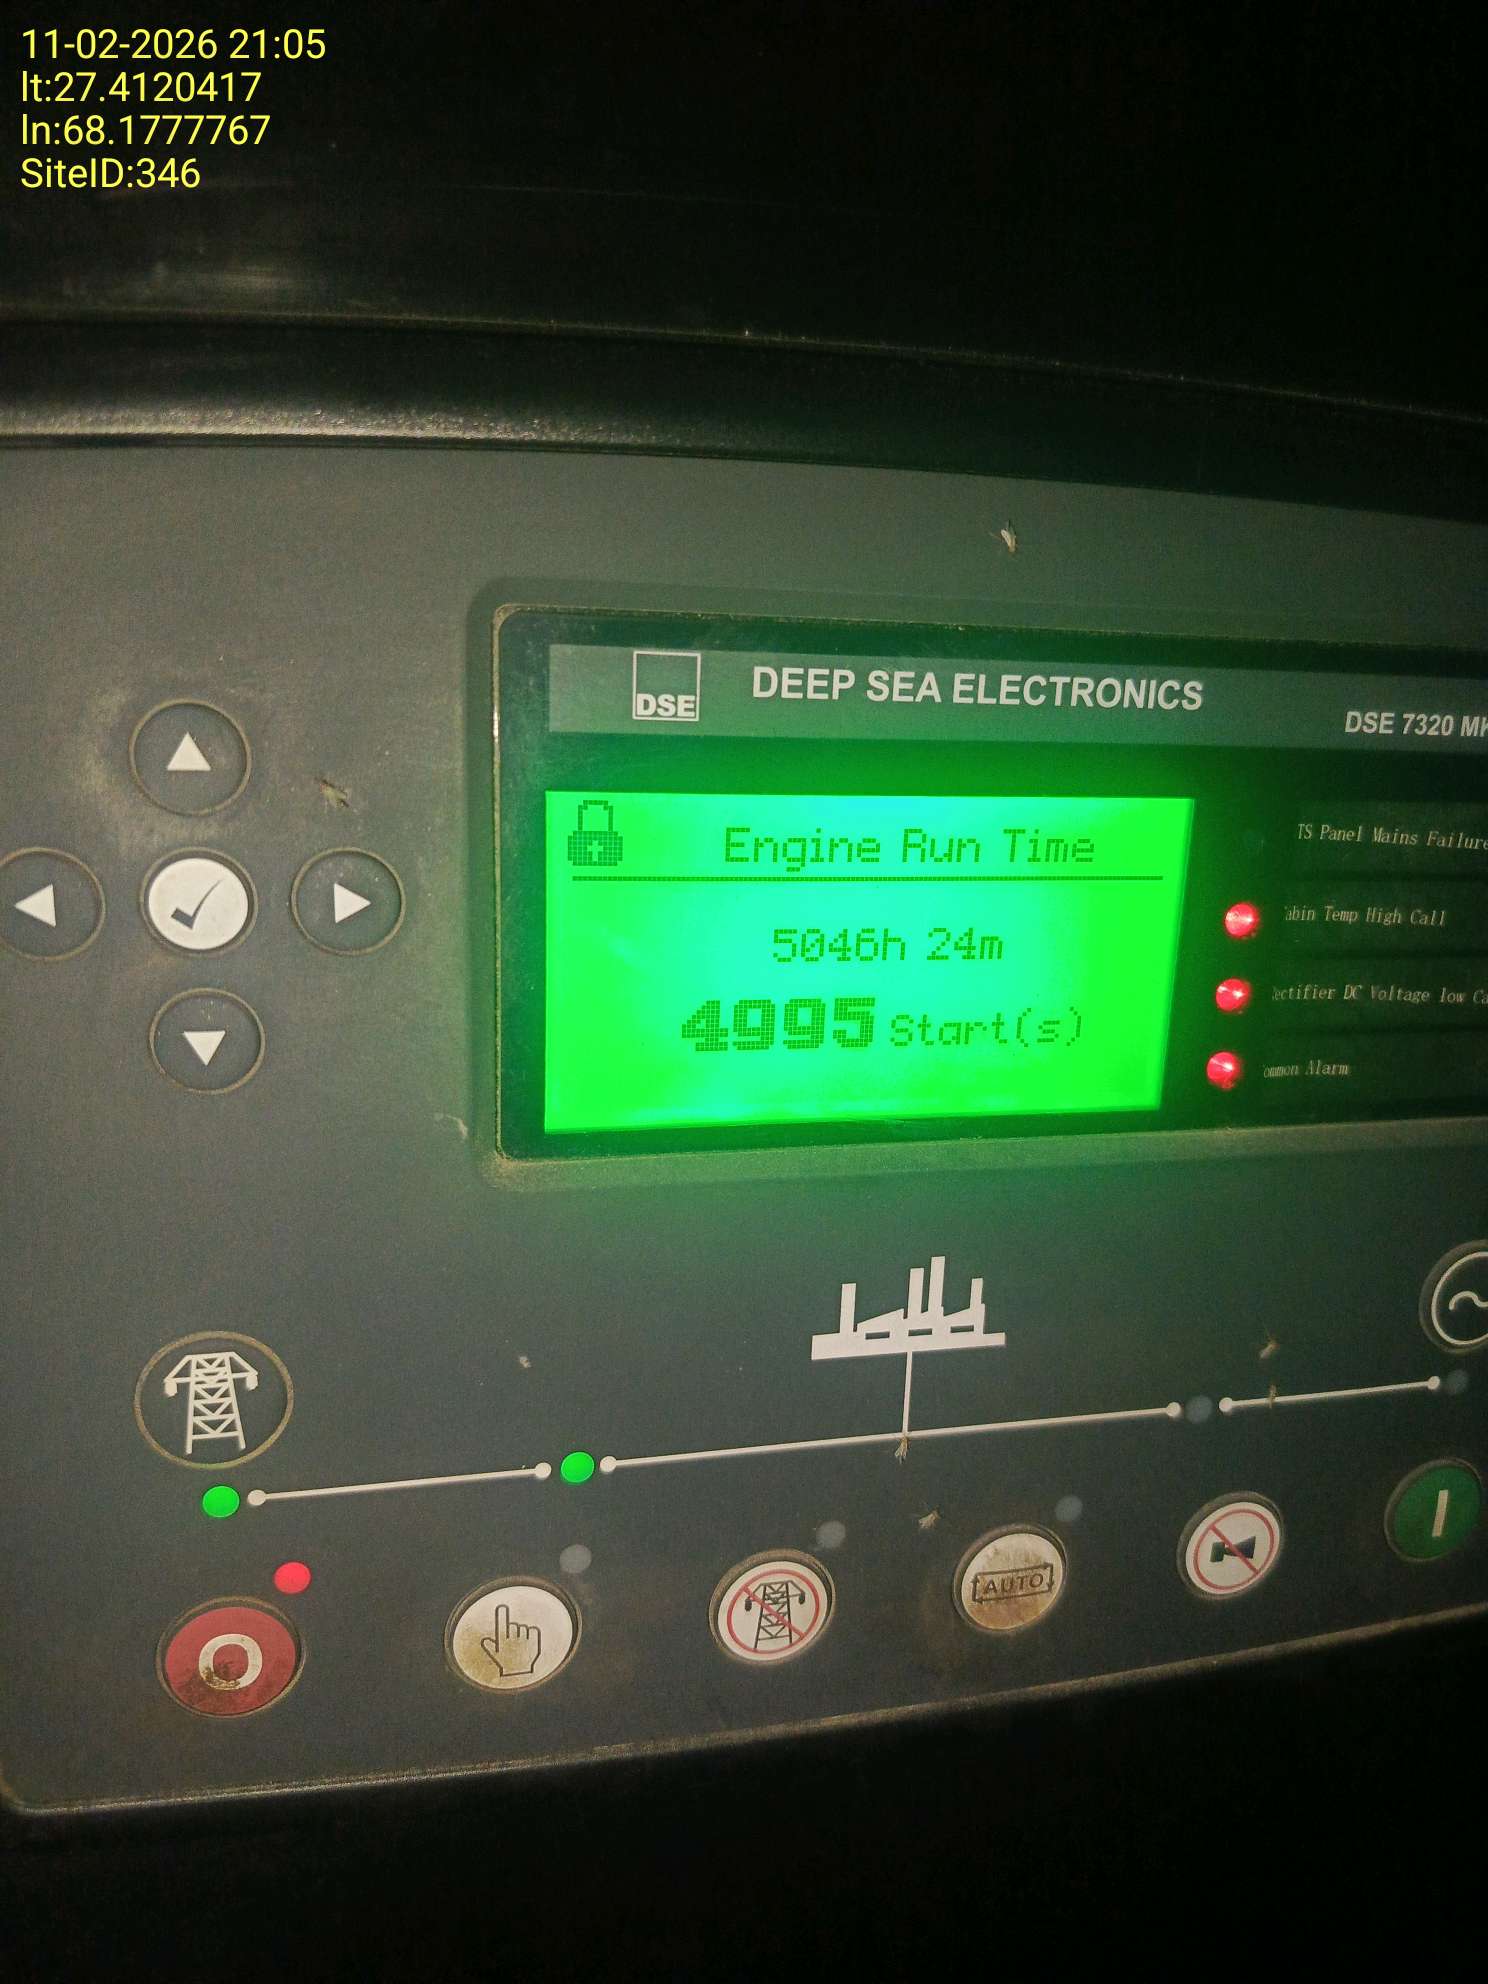 11-02-2026 21:05
lt:27.4120417
ln:68.1777767
SiteID:346
DSE
DEEP SEA ELECTRONICS
DSE 7320
Engine Run Time
5046h 24m
4995 Start(s)
TS Panel Mains Failure
abin Temp High Call
ectifier DC Voltage low Ca
ommon Alarm
AUTO